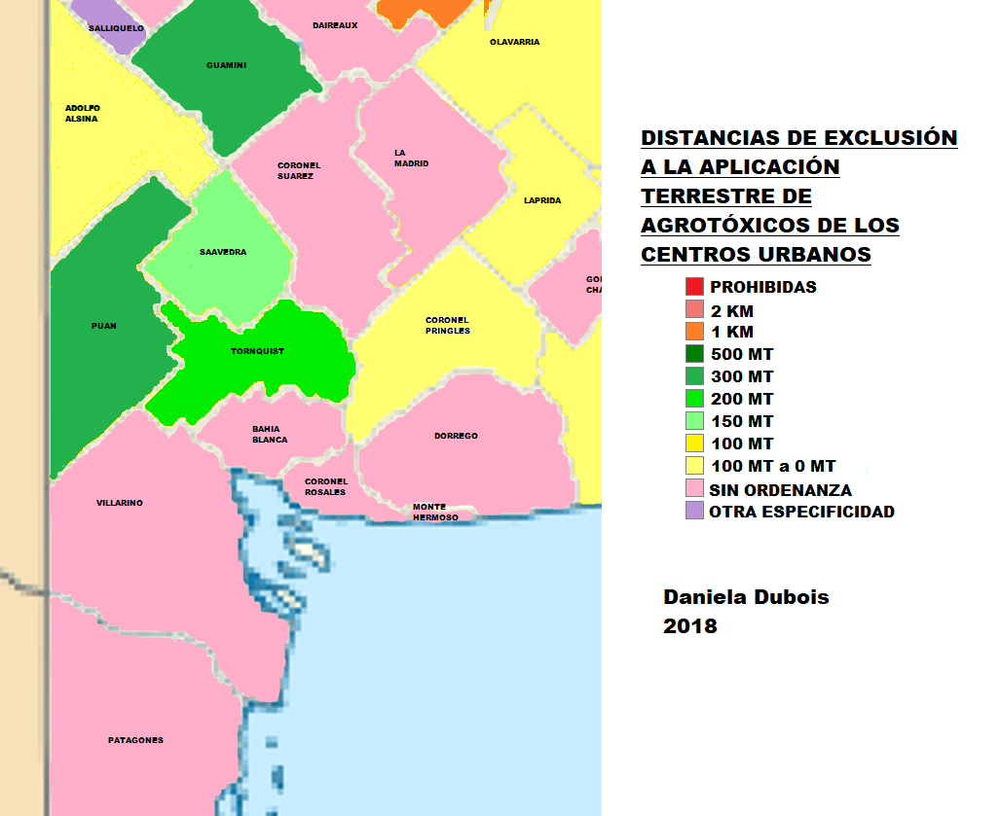 SALLIQUELO
DAIREAUX
OLAVARRIA
GUAMINI
ADOLFO
ALSINA
LA
MADRID
CORONEL
SUAREZ
LAPRIDA
SAAVEDRA
PUAN
CORONEL
PRINGLES
TORNQUIST
BAHIA
BLANCA
DORREGO
CORONEL
ROSALES
VILLARINO
MONTE
HERMOSO
PATAGONES
DISTANCIAS DE EXCLUSIÓN
A LA APLICACIÓN
TERRESTRE DE
AGROTÓXICOS DE LOS
CENTROS URBANOS
PROHIBIDAS
2 KM
1 KM
500 MT
300 MT
200 MT
150 MT
100 MT
100 MT a 0 MT
SIN ORDENANZA
OTRA ESPECIFICIDAD
Daniela Dubois
2018